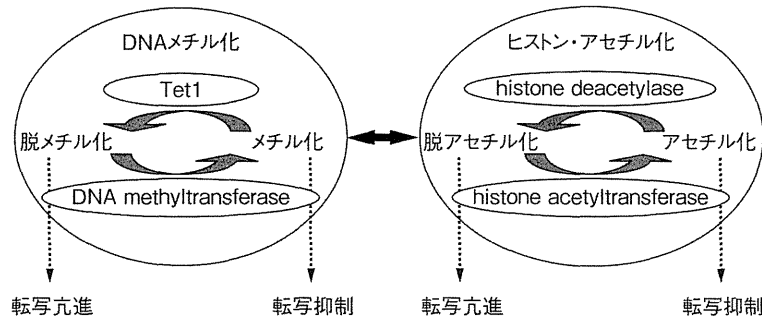 DNAメチル化
ヒストン・アセチル化
Tet1
histone deacetylase
脱メチル化
メチル化
脱アセチル化
アセチル化
DNA methyltransferase
histone acetyltransferase
転写亢進
転写抑制
転写亢進
転写抑制